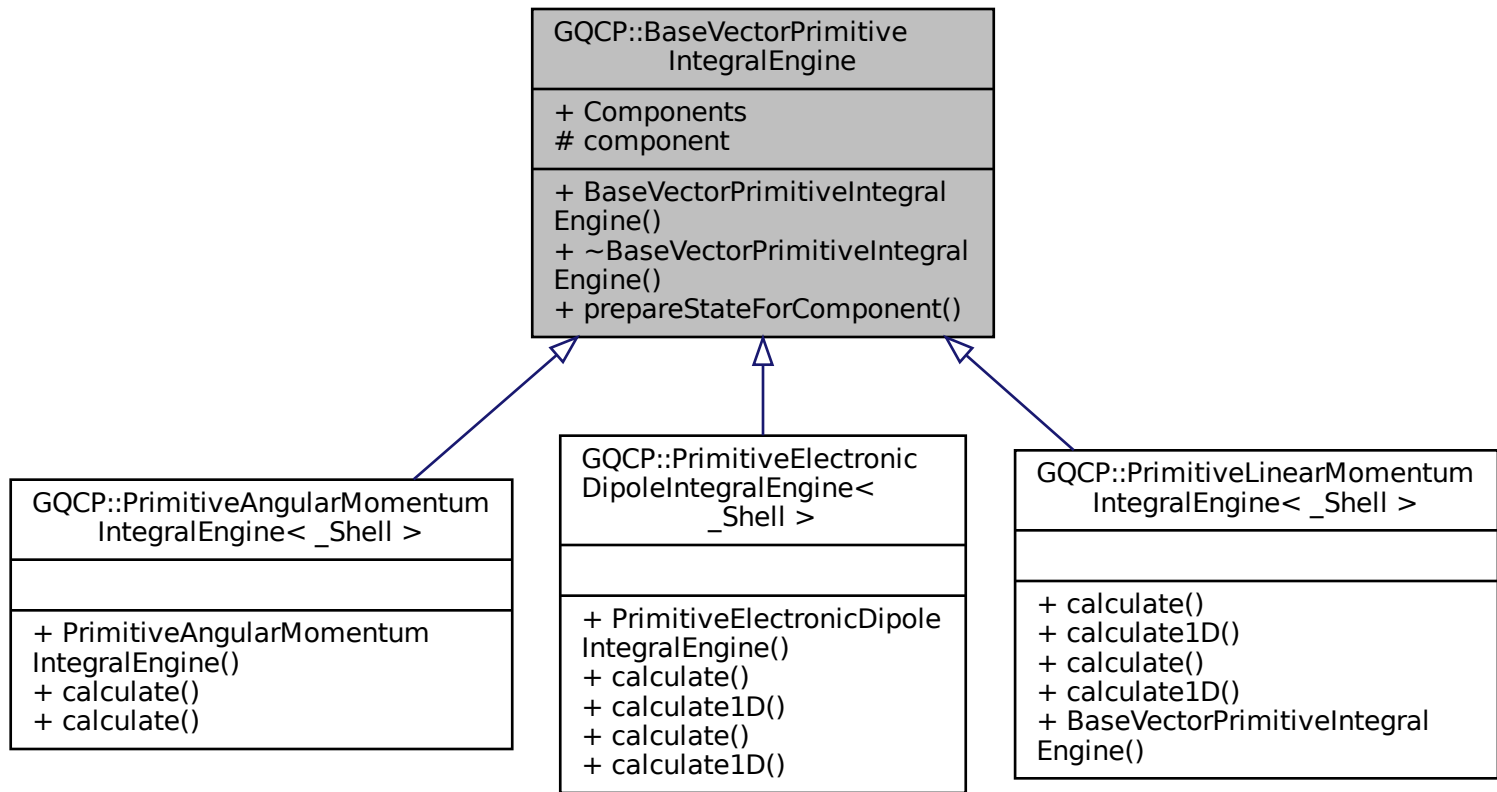 GQCP::BaseVectorPrimitive
IntegralEngine
+ Components
# component
+ BaseVectorPrimitiveIntegral
Engine()
+ ~BaseVectorPrimitiveIntegral
Engine()
+ prepareStateForComponent()
GQCP::PrimitiveAngularMomentum
IntegralEngine< _Shell >
+ PrimitiveAngularMomentum
IntegralEngine()
+ calculate()
+ calculate()
GQCP::PrimitiveElectronic
DipoleIntegralEngine<
_Shell >
+ PrimitiveElectronicDipole
IntegralEngine()
+ calculate()
+ calculate1D()
+ calculate()
+ calculate1D()
GQCP::PrimitiveLinearMomentum
IntegralEngine< _Shell >
+ calculate()
+ calculate1D()
+ calculate()
+ calculate1D()
+ BaseVectorPrimitiveIntegral
Engine()